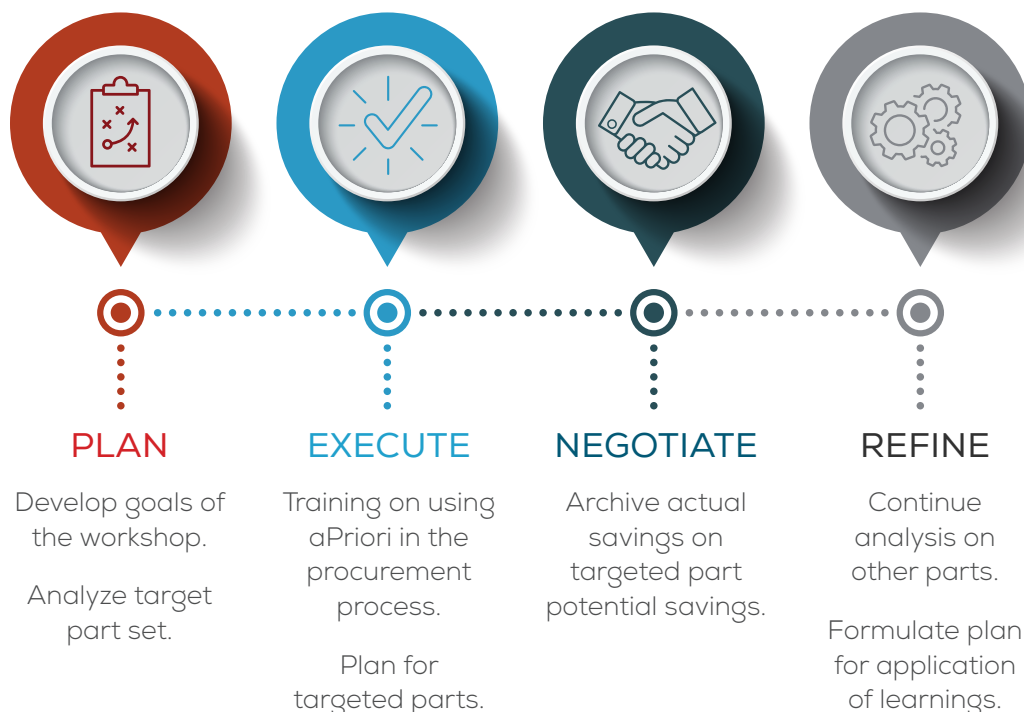 PLAN
Develop goals of
the workshop.
Analyze target
part set.
EXECUTE
Training on using
aPriori in the
procurement
process.
Plan for
targeted parts.
NEGOTIATE
Archive actual
savings on
targeted part
potential savings.
REFINE
Continue
analysis on
other parts.
Formulate plan
for application
of learnings.